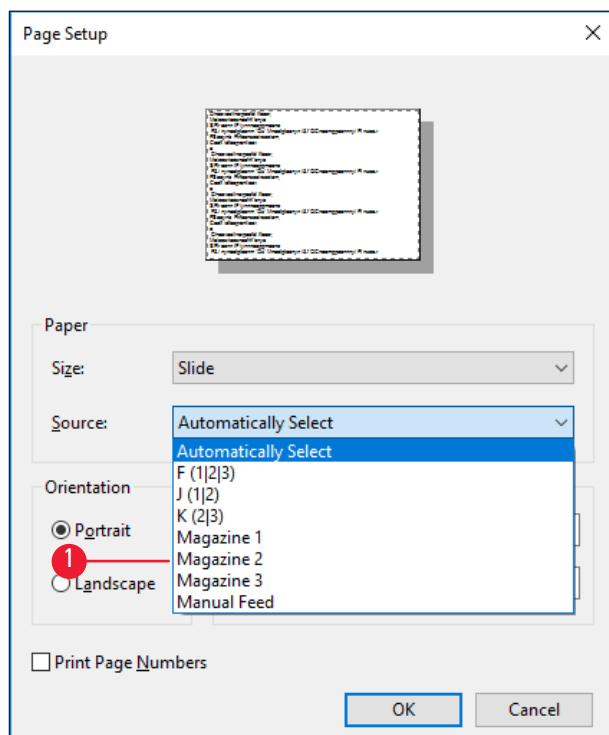 Page Setup
Paper
Size: Slide
Source: Automatically Select
Automatically Select
F (1|2|3)
J (1|2)
K (2|3)
Magazine 1
Magazine 2
Magazine 3
Manual Feed
Orientation
Portrait
1
Landscape
Print Page Numbers
OK Cancel